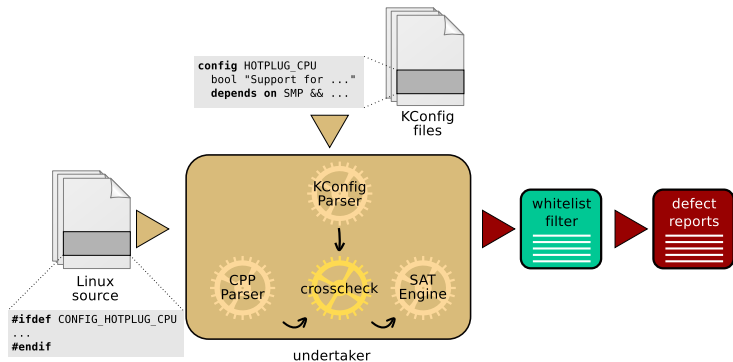 config HOTPLUG_CPU
bool "Support for ..."
depends on SMP && ...
KConfig
files
KConfig
Parser
whitelist
filter
defect
reports
Linux
source
CPP
Parser
crosscheck
SAT
Engine
#ifdef CONFIG_HOTPLUG_CPU
...
#endif
undertaker